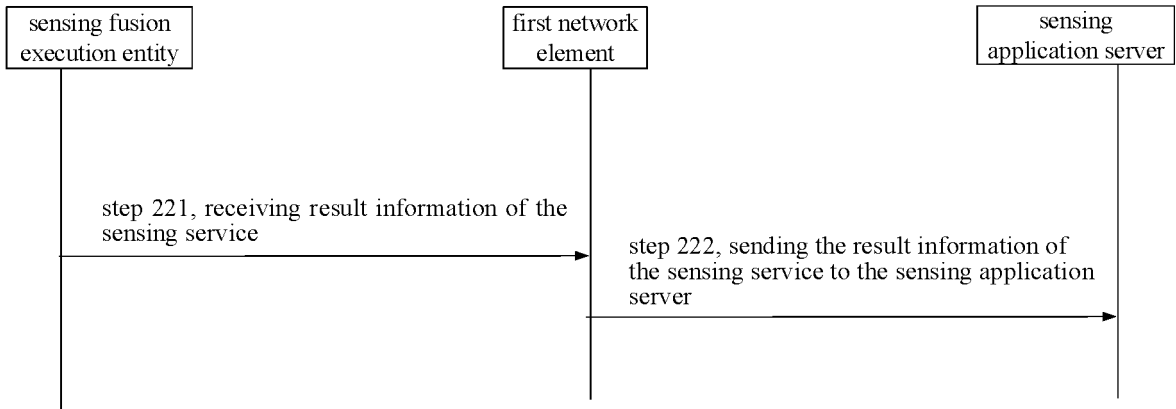 sensing fusion
execution entity
first network
element
sensing
application server
step 221, receiving result information of the
sensing service
step 222, sending the result information of
the sensing service to the sensing application
server